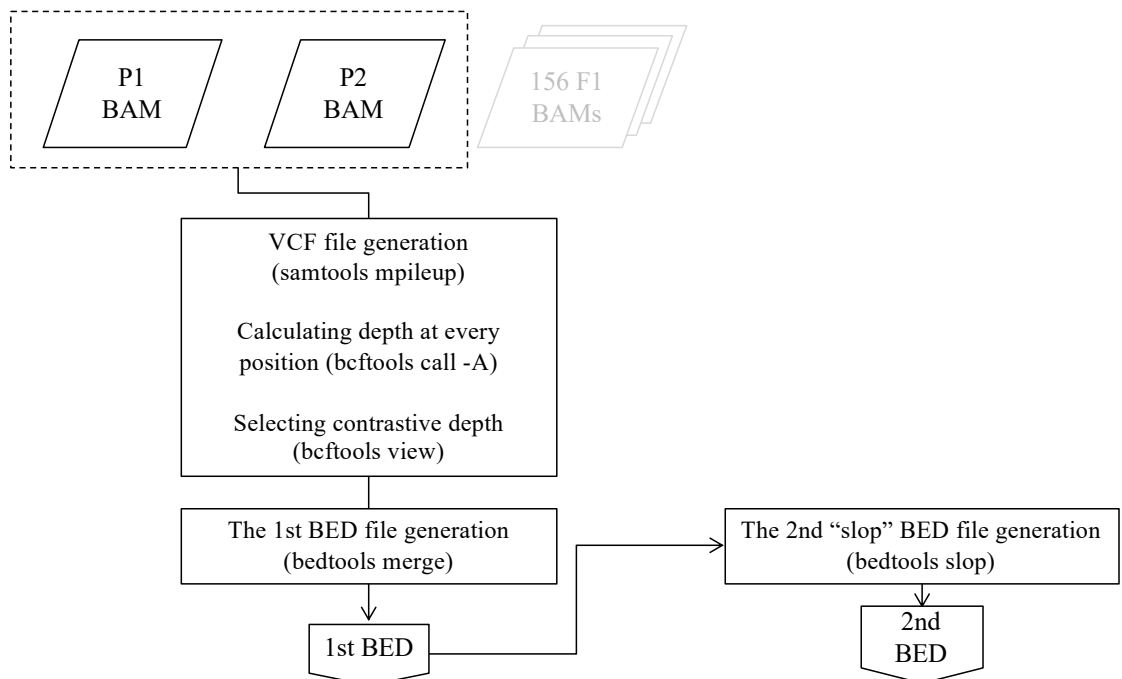 P1
BAM
P2
BAM
156 F1
BAMs
VCF file generation
(samtools mpileup)
Calculating depth at every
position (bcftools call -A)
Selecting contrastive depth
(bcftools view)
The 1st BED file generation
(bedtools merge)
1st BED
The 2nd “slop” BED file generation
(bedtools slop)
2nd
BED